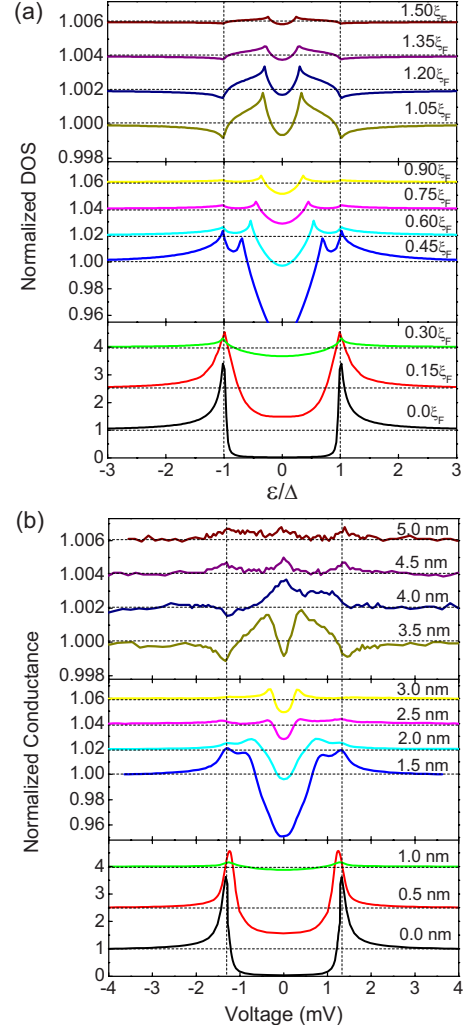 (a)
1.50ξF
1.35ξF
1.20ξF
1.05ξF
1.006
1.004
1.002
1.000
0.998
0.90ξF
0.75ξF
0.60ξF
0.45ξF
1.06
1.04
1.02
1.00
0.96
0.30ξF
0.15ξF
0.0ξF
4
3
2
1
0
Normalized DOS
-3 -2 -1 0 1 2 3
ε/Δ
(b)
5.0 nm
4.5 nm
4.0 nm
3.5 nm
1.006
1.004
1.002
1.000
0.998
3.0 nm
2.5 nm
2.0 nm
1.5 nm
1.06
1.04
1.02
1.00
0.96
1.0 nm
0.5 nm
0.0 nm
4
3
2
1
0
Normalized Conductance
-4 -3 -2 -1 0 1 2 3 4
Voltage (mV)